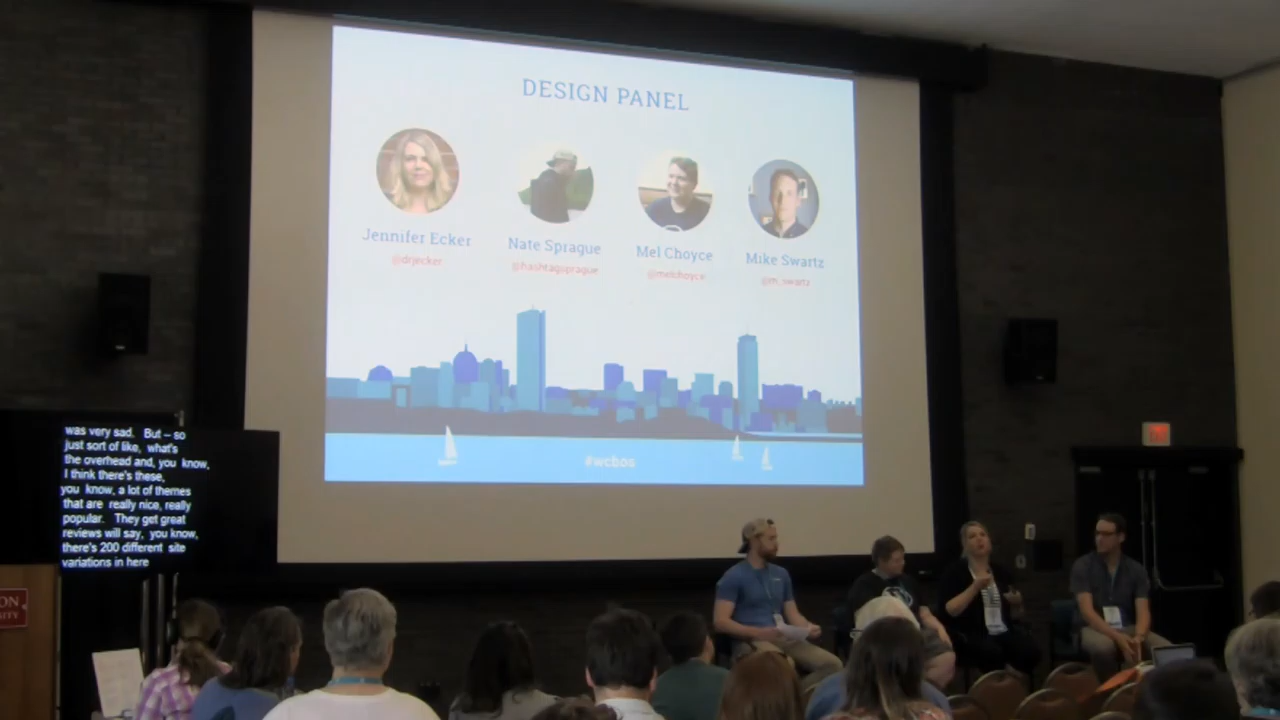 DESIGN PANEL
Jennifer Ecker
@drjecker
Nate Sprague
@hashtagsprague
Mel Choyce
@melchoyce
Mike Swartz
@m_swartz
#wcbos
was very sad. But – so
just sort of like, what's
the overhead and, you know,
I think there's these,
you know, a lot of themes
that are really nice, really
popular. They get great
reviews will say, you know,
there's 200 different site
variations in here
ON
SITY
EXIT